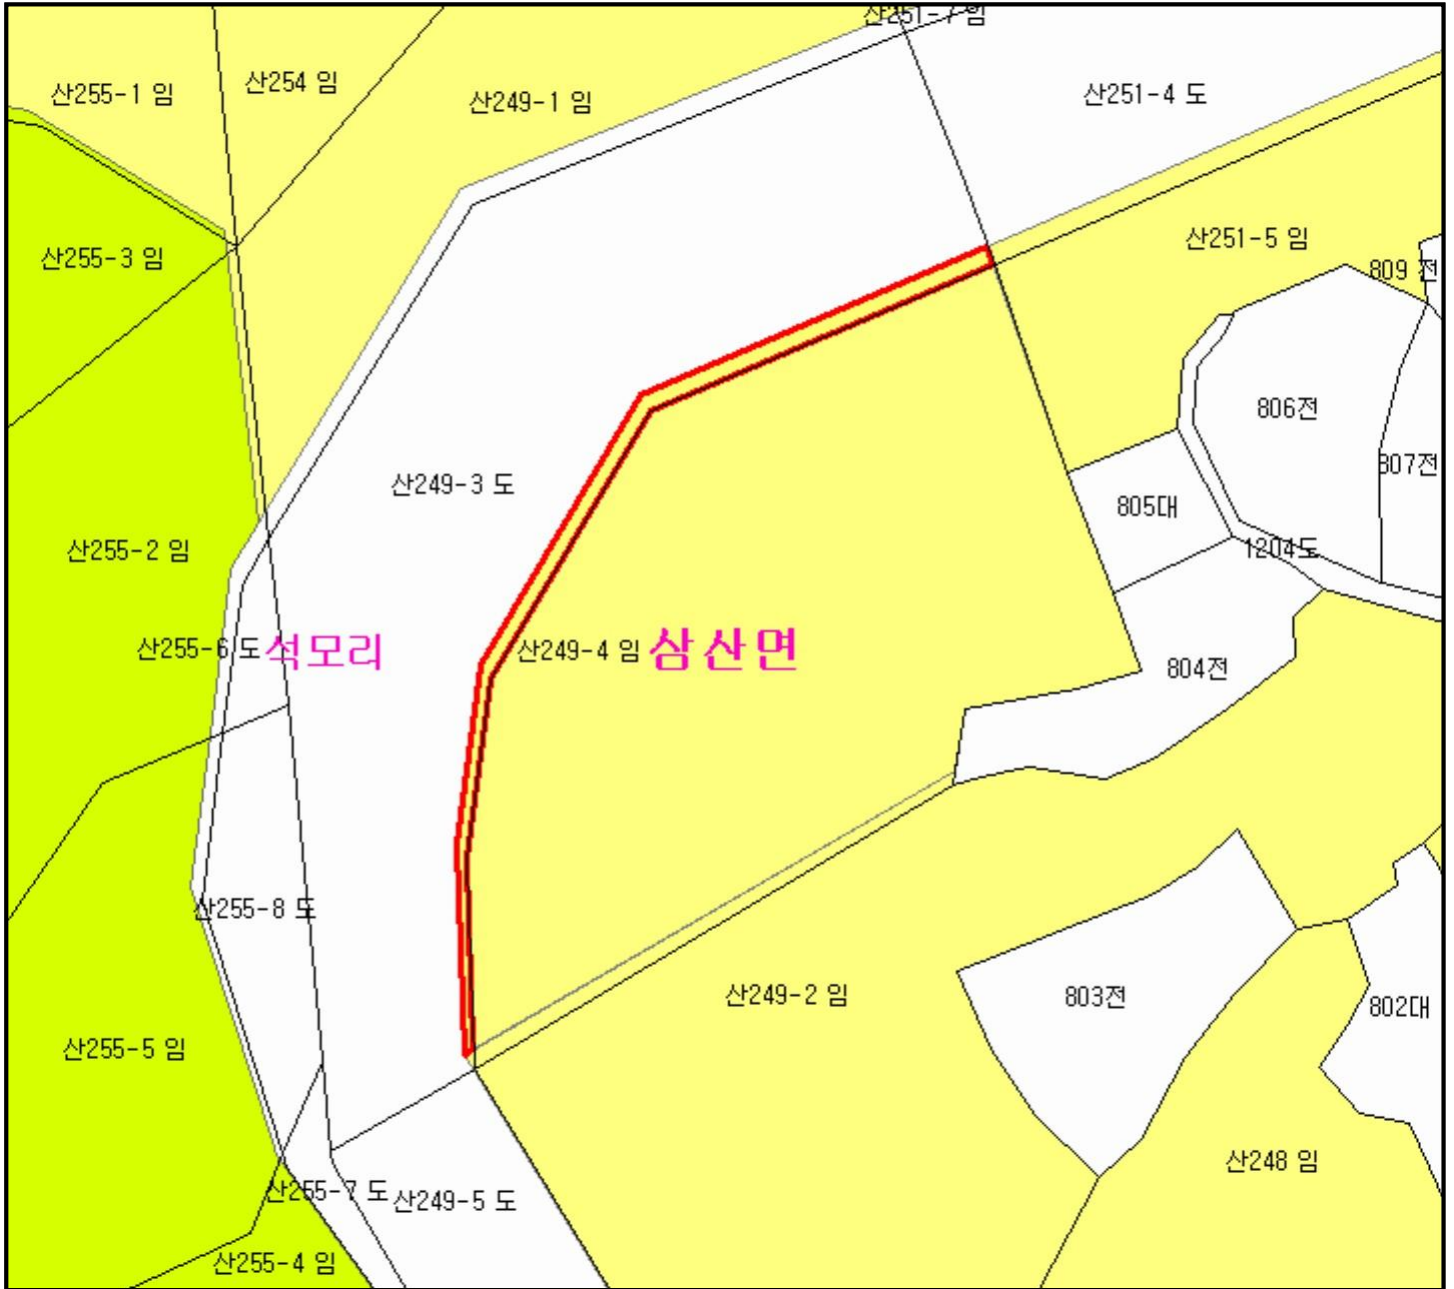 산251-7 임
산255-1 임
산254 임
산249-1 임
산251-4 도
산255-3 임
산251-5 임
809 전
806전
807전
산249-3 도
805대
산255-2 임
1204도
산255-6 도
석모리
산249-4 임
삼산면
804전
산255-8 도
산249-2 임
803전
802대
산255-5 임
산248 임
산255-7 도
산249-5 도
산255-4 임